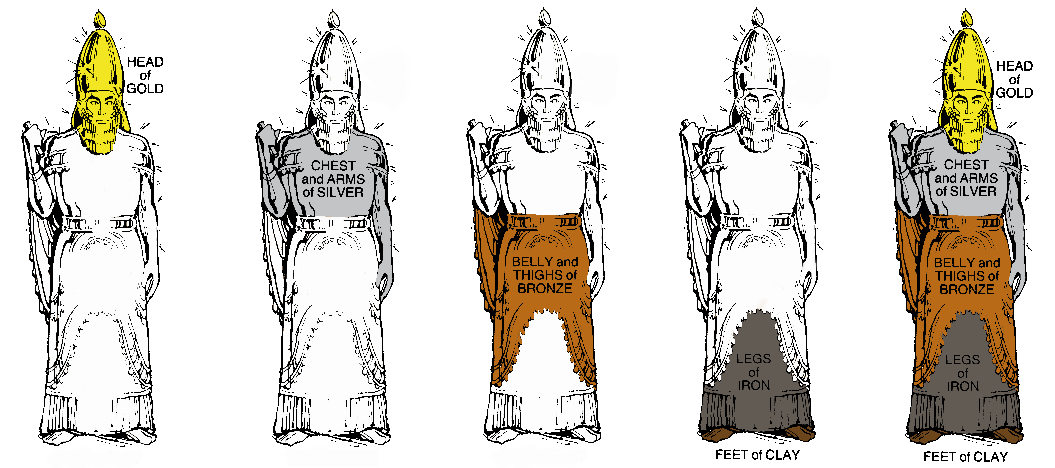 HEAD
of
GOLD
CHEST
and ARMS
of SILVER
BELLY and
THIGHS of
BRONZE
LEGS
of
IRON
FEET of CLAY
HEAD
of
GOLD
CHEST
and ARMS
of SILVER
BELLY and
THIGHS of
BRONZE
LEGS
of
IRON
FEET of CLAY